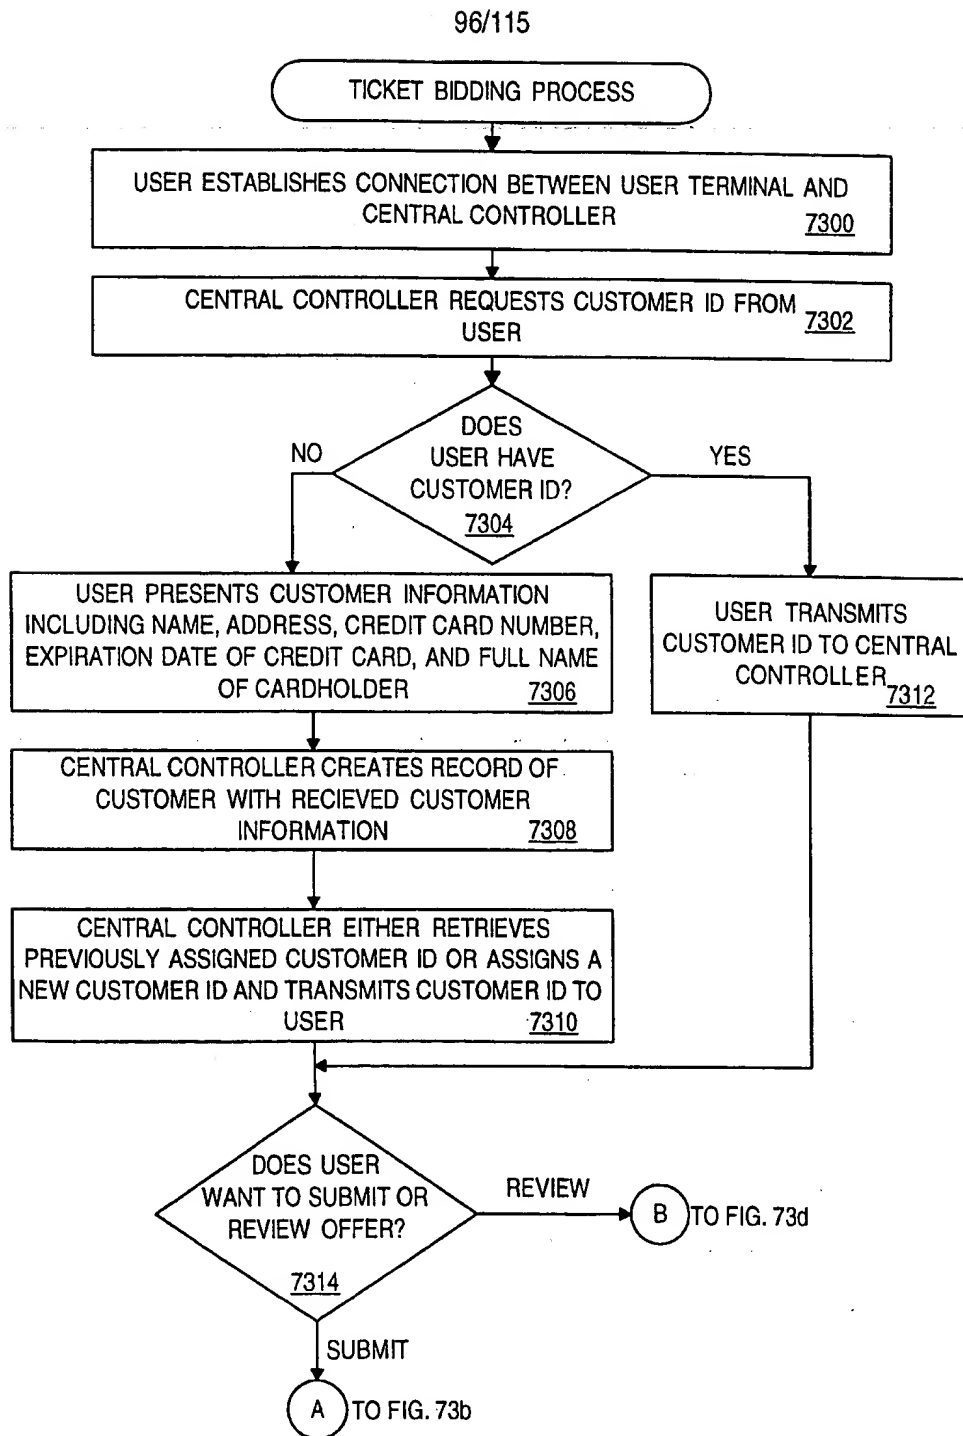 96/115
TICKET BIDDING PROCESS
USER ESTABLISHES CONNECTION BETWEEN USER TERMINAL AND
CENTRAL CONTROLLER
7300
CENTRAL CONTROLLER REQUESTS CUSTOMER ID FROM
USER
7302
DOES
USER HAVE
CUSTOMER ID?
7304
NO
YES
USER PRESENTS CUSTOMER INFORMATION
INCLUDING NAME, ADDRESS, CREDIT CARD NUMBER,
EXPIRATION DATE OF CREDIT CARD, AND FULL NAME
OF CARDHOLDER
7306
USER TRANSMITS
CUSTOMER ID TO CENTRAL
CONTROLLER
7312
CENTRAL CONTROLLER CREATES RECORD OF
CUSTOMER WITH RECIEVED CUSTOMER
INFORMATION
7308
CENTRAL CONTROLLER EITHER RETRIEVES
PREVIOUSLY ASSIGNED CUSTOMER ID OR ASSIGNS A
NEW CUSTOMER ID AND TRANSMITS CUSTOMER ID TO
USER
7310
DOES USER
WANT TO SUBMIT OR
REVIEW OFFER?
7314
REVIEW
B TO FIG. 73d
SUBMIT
A TO FIG. 73b